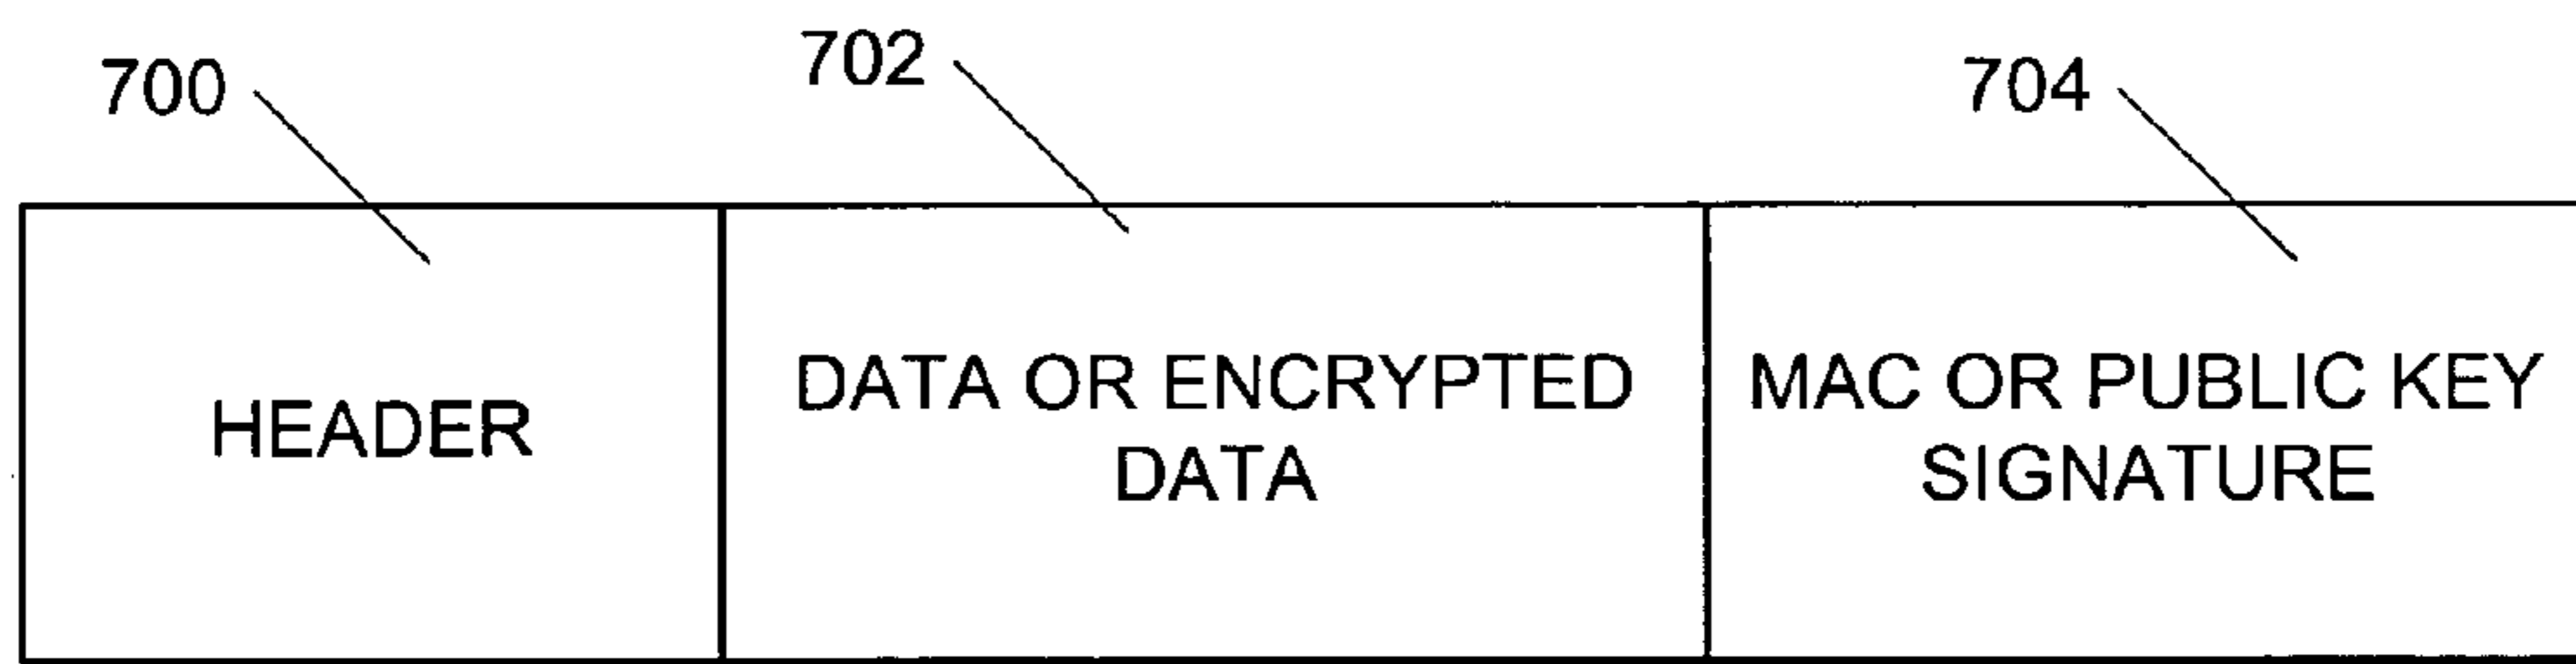 700
702
704
HEADER
DATA OR ENCRYPTED
DATA
MAC OR PUBLIC KEY
SIGNATURE